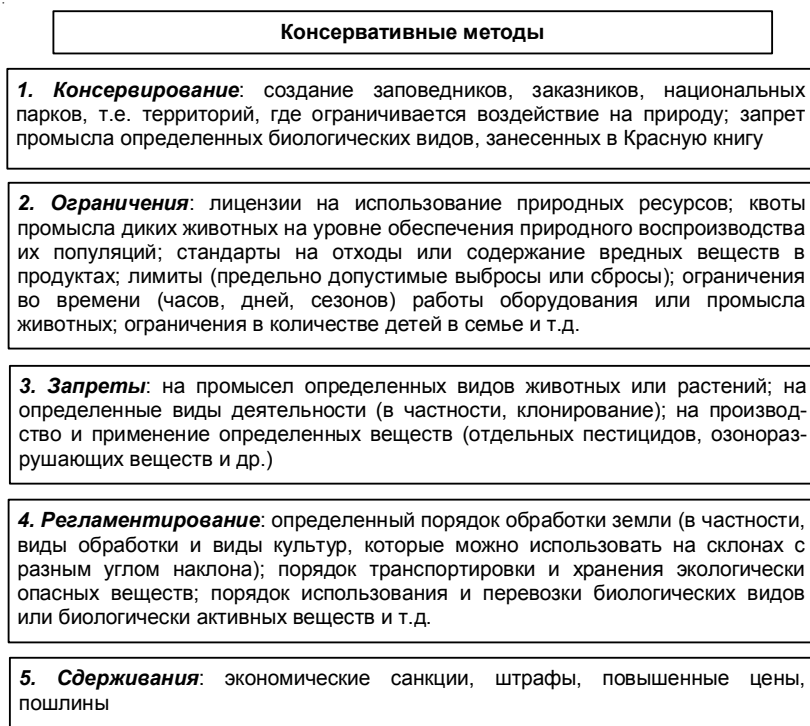 Консервативные методы
1. Консервирование: создание заповедников, заказников, национальных
парков, т.е. территорий, где ограничивается воздействие на природу; запрет
промысла определенных биологических видов, занесенных в Красную книгу
2. Ограничения: лицензии на использование природных ресурсов; квоты
промысла диких животных на уровне обеспечения природного воспроизводства
их популяций; стандарты на отходы или содержание вредных веществ в
продуктах; лимиты (предельно допустимые выбросы или сбросы); ограничения
во времени (часов, дней, сезонов) работы оборудования или промысла
животных; ограничения в количестве детей в семье и т.д.
3. Запреты: на промысел определенных видов животных или растений; на
определенные виды деятельности (в частности, клонирование); на производ-
ство и применение определенных веществ (отдельных пестицидов, озонораз-
рушающих веществ и др.)
4. Регламентирование: определенный порядок обработки земли (в частности,
виды обработки и виды культур, которые можно использовать на склонах с
разным углом наклона); порядок транспортировки и хранения экологически
опасных веществ; порядок использования и перевозки биологических видов
или биологически активных веществ и т.д.
5. Сдерживания: экономические санкции, штрафы, повышенные цены,
пошлины